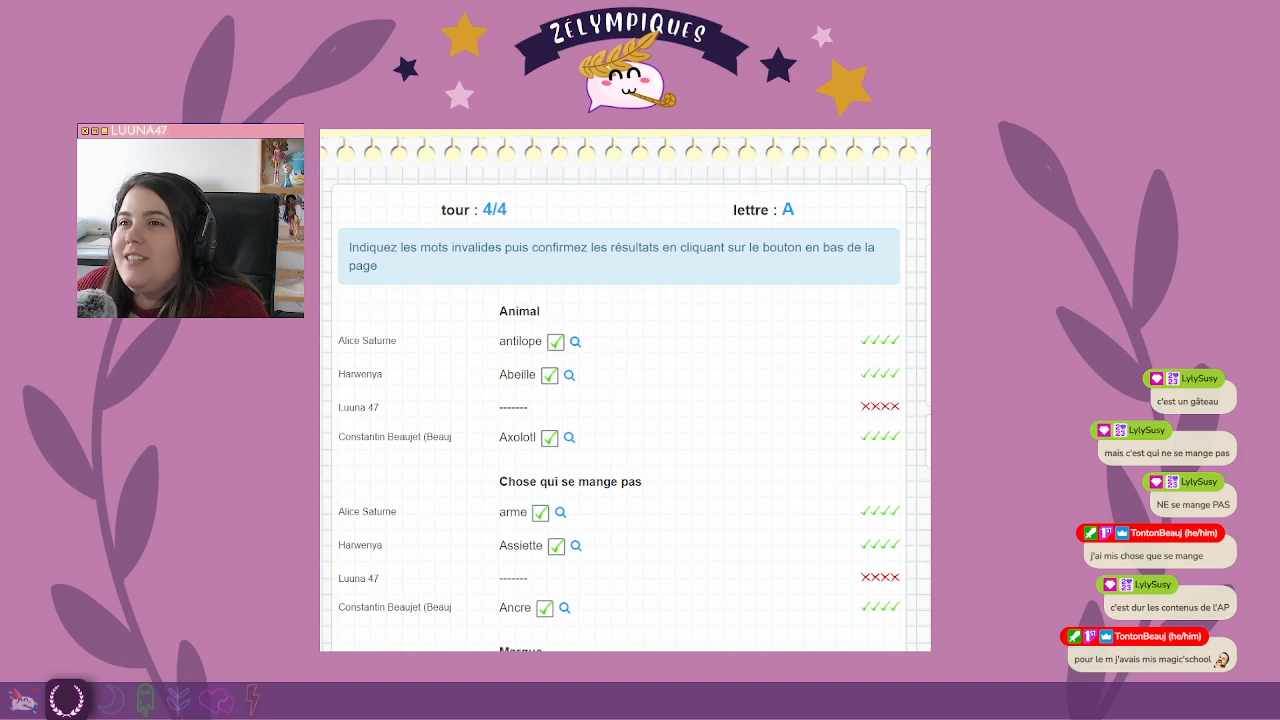 ZÉLYMPIQUES
LUUNA47
tour : 4/4
lettre : A
Indiquez les mots invalides puis confirmez les résultats en cliquant sur le bouton en bas de la
page
Animal
Alice Saturne
antilope
Harwenya
Abeille
Luuna 47
-------
Constantin Beaujet (Beauj
Axolotl
Chose qui se mange pas
Alice Saturne
arme
Harwenya
Assiette
Luuna 47
-------
Constantin Beaujet (Beauj
Ancre
Marque
LylySusy
c'est un gâteau
LylySusy
mais c'est qui ne se mange pas
LylySusy
NE se mange PAS
TontonBeauj (he/him)
j'ai mis chose que se mange
LylySusy
c'est dur les contenus de l'AP
TontonBeauj (he/him)
pour le m j'avais mis magic'school